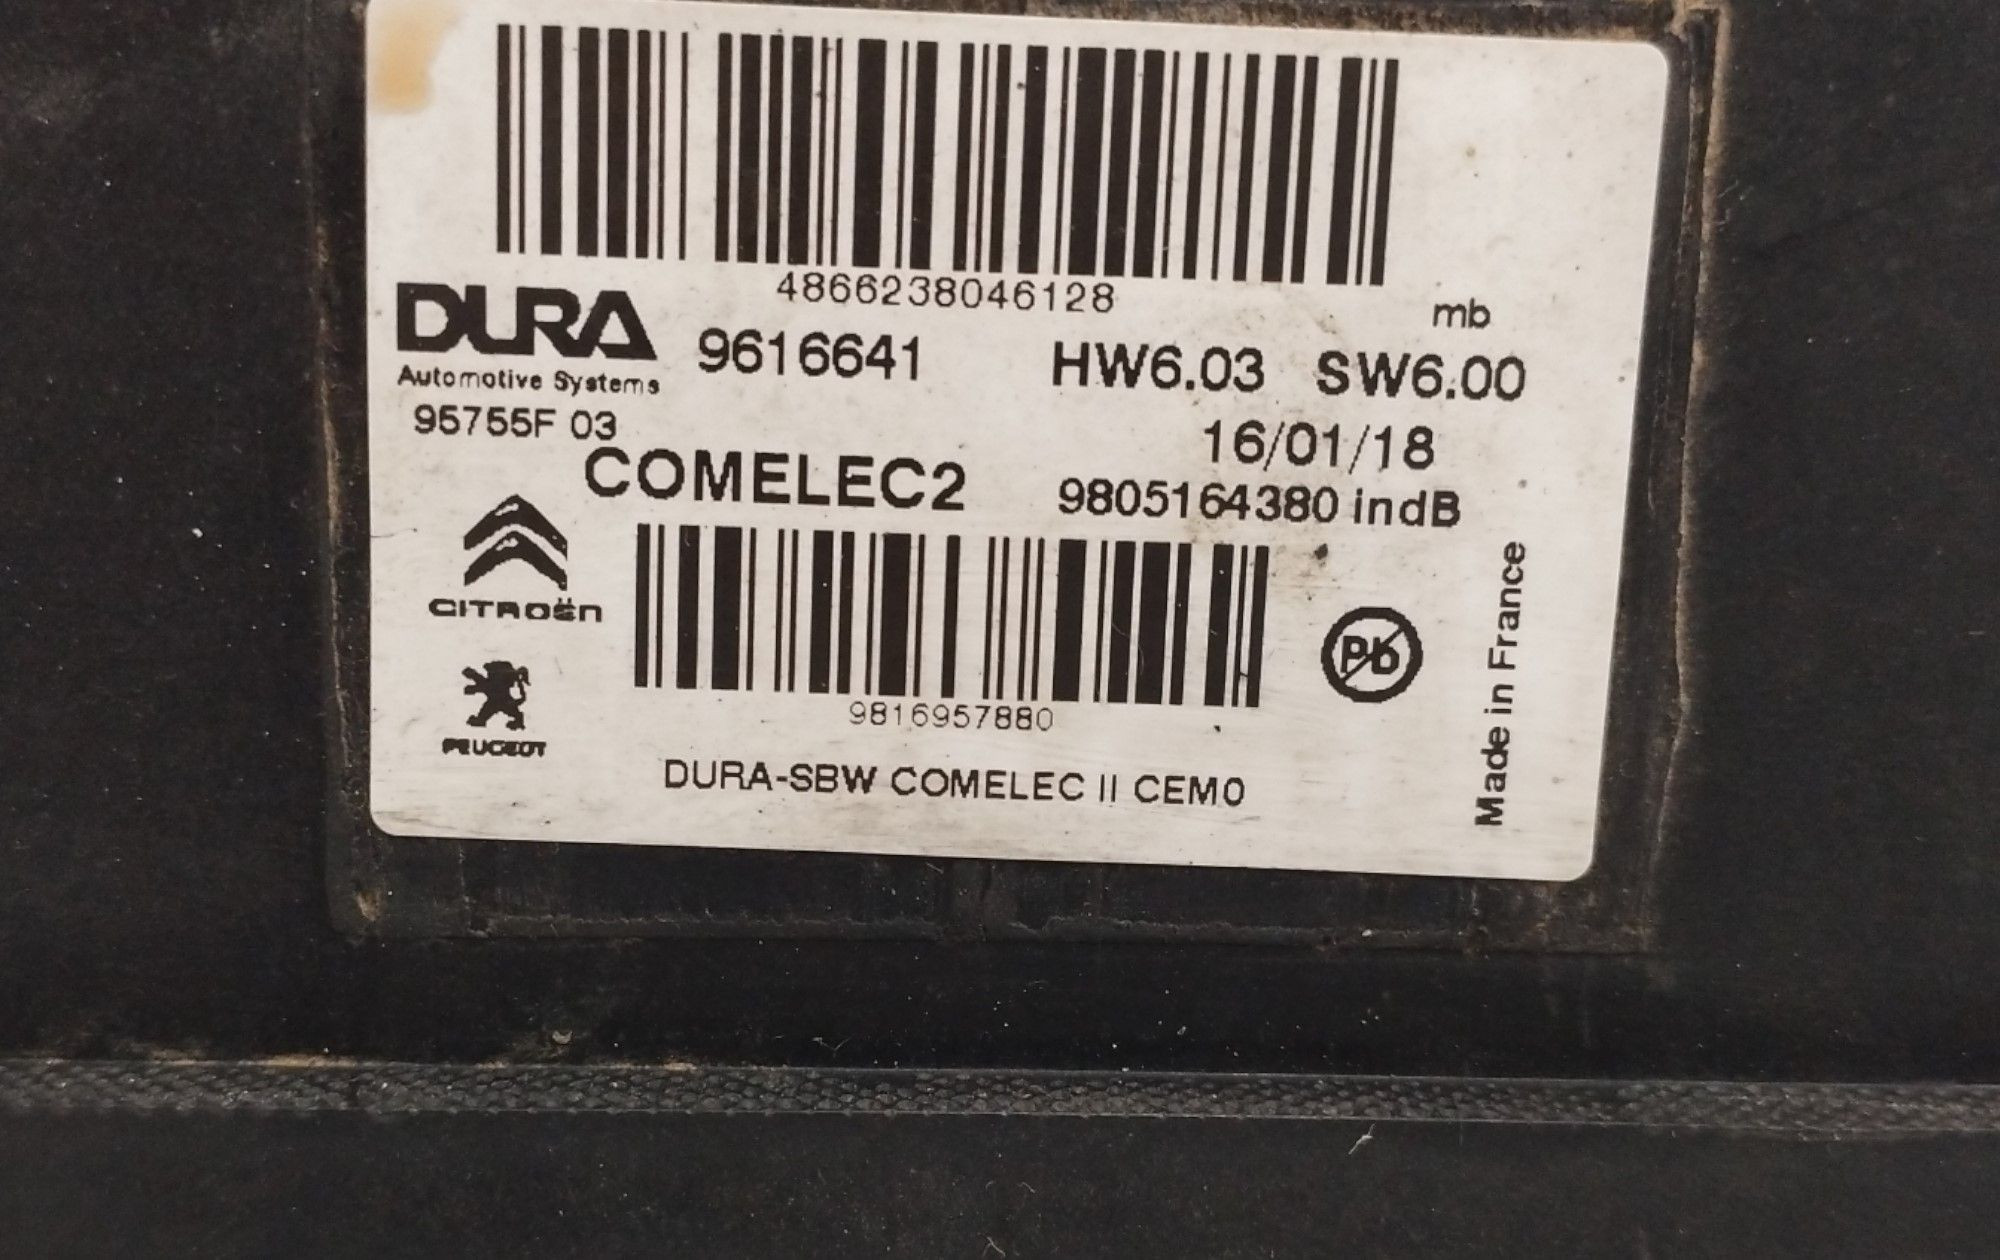 4866238046128
mb
DURA
Automotive Systems
9616641 HW6.03 SW6.00
95755F 03
16/01/18
COMELEC2 9805164380 indB
CITROËN
PEUGEOT
Pb
9816957880
DURA-SBW COMELEC II CEM0
Made in France